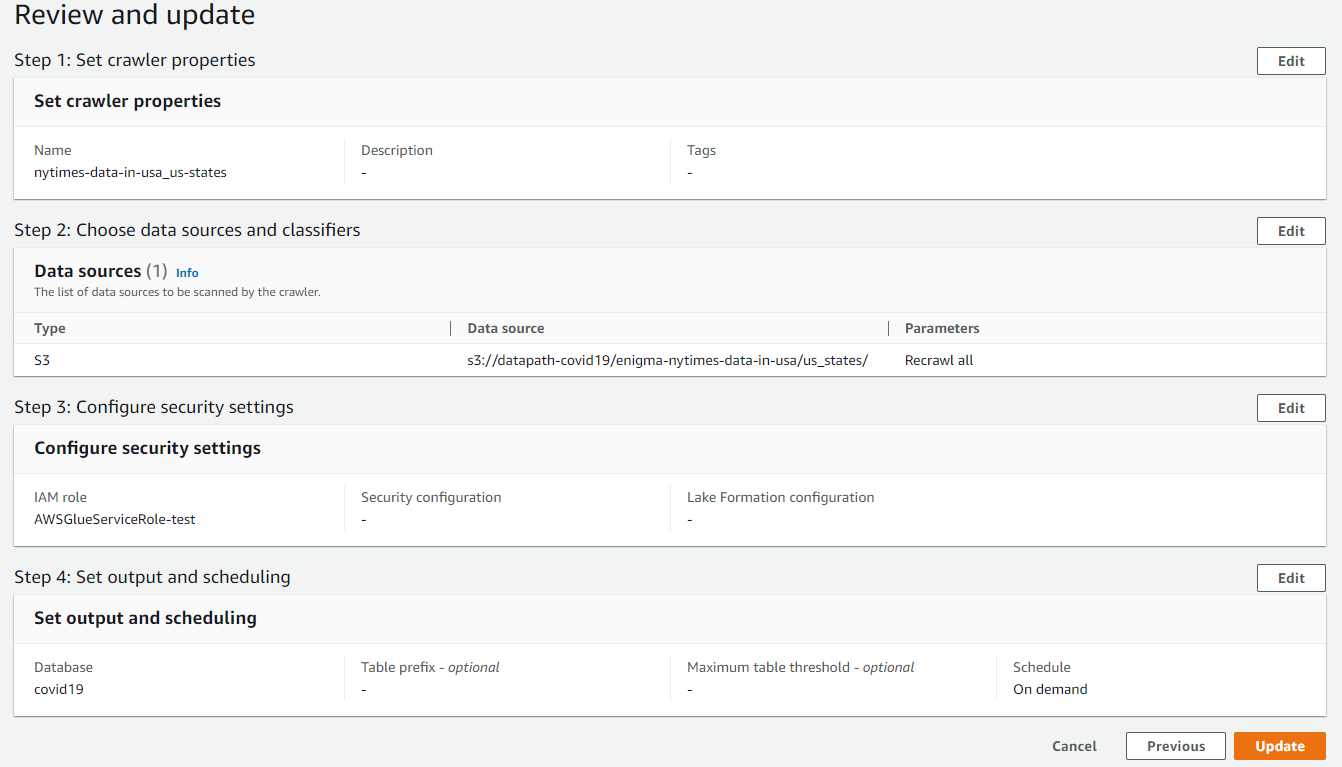 Review and update
Step 1: Set crawler properties
Edit
Set crawler properties
Name
Description
Tags
nytimes-data-in-usa_us-states
-
-
Step 2: Choose data sources and classifiers
Edit
Data sources (1) Info
The list of data sources to be scanned by the crawler.
Type
Data source
Parameters
S3
s3://datapath-covid19/enigma-nytimes-data-in-usa/us_states/
Recrawl all
Step 3: Configure security settings
Edit
Configure security settings
IAM role
Security configuration
Lake Formation configuration
AWSGlueServiceRole-test
-
-
Step 4: Set output and scheduling
Edit
Set output and scheduling
Database
Table prefix - optional
Maximum table threshold - optional
Schedule
covid19
-
-
On demand
Cancel
Previous
Update